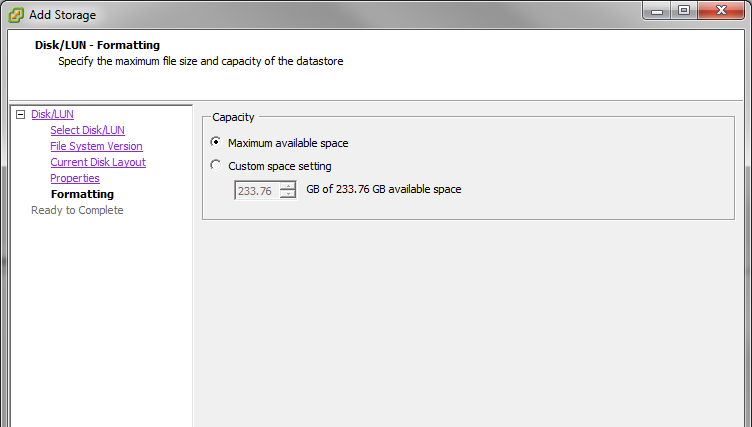 Add Storage
Disk/LUN - Formatting
Specify the maximum file size and capacity of the datastore
Disk/LUN
Select Disk/LUN
File System Version
Current Disk Layout
Properties
Formatting
Ready to Complete
Capacity
Maximum available space
Custom space setting
233.76 GB of 233.76 GB available space